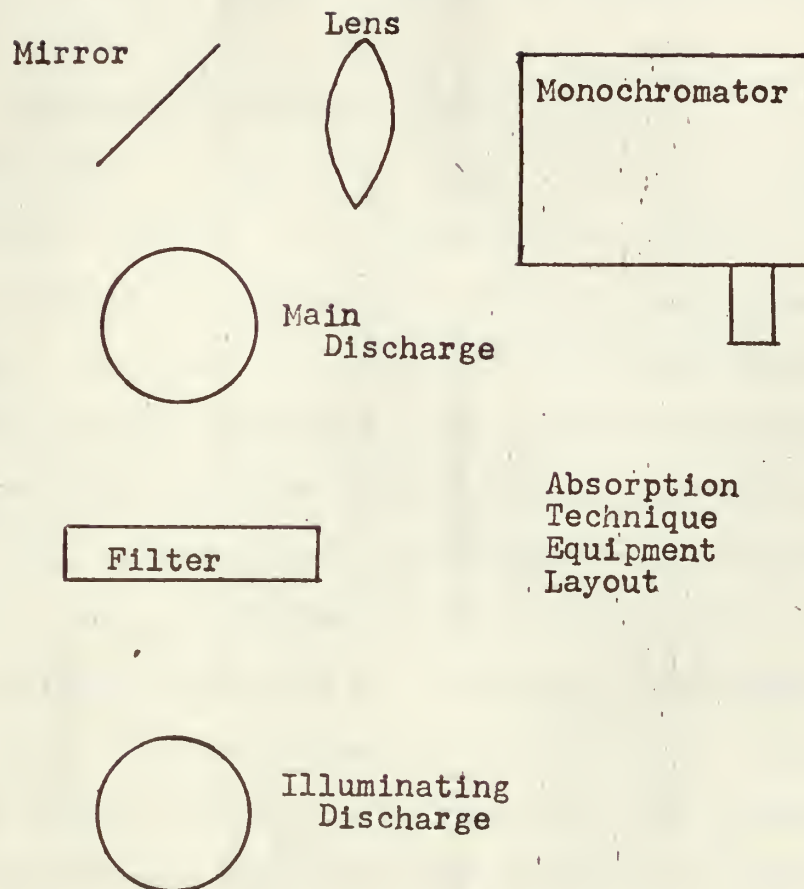 Lens
Mirror
Monochromator
Main
Discharge
Absorption
Technique
Equipment
Layout
Filter
Illuminating
Discharge